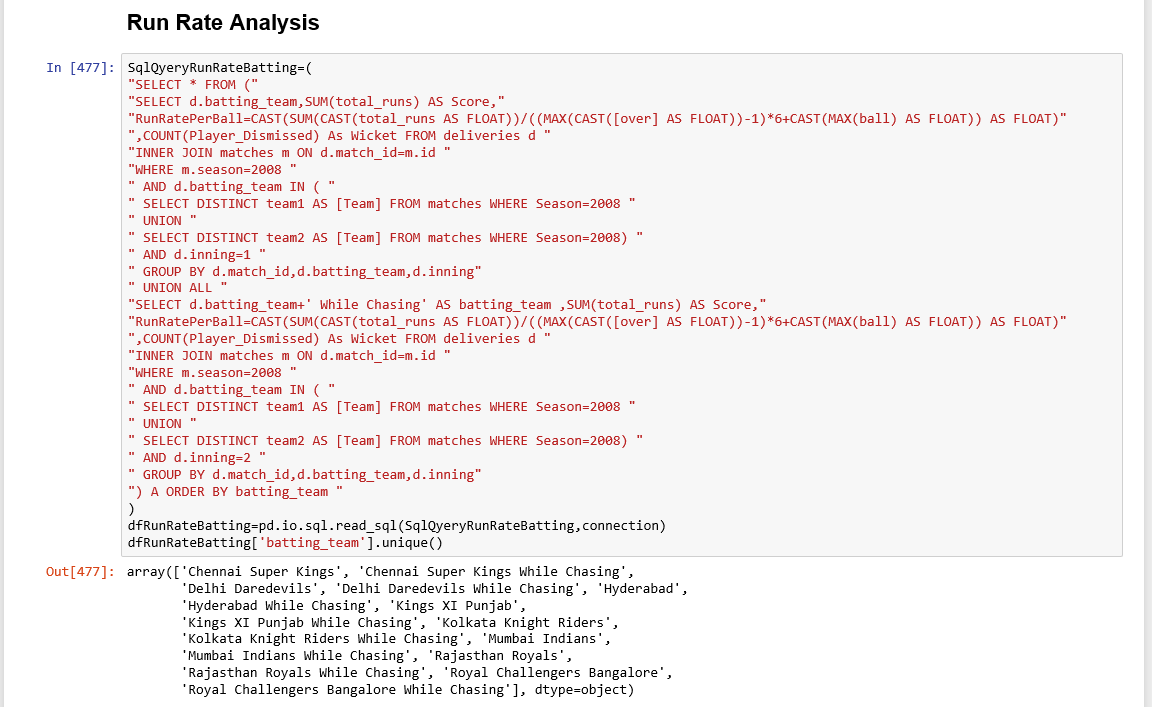 Run Rate Analysis
In [477]: SqlQyeryRunRateBatting=(
"SELECT * FROM ("
"SELECT d.batting_team,SUM(total_runs) AS Score,"
"RunRatePerBall=CAST(SUM(CAST(total_runs AS FLOAT))/((MAX(CAST([over] AS FLOAT))-1)*6+CAST(MAX(ball) AS FLOAT)) AS FLOAT)"
",COUNT(Player_Dismissed) As Wicket FROM deliveries d "
"INNER JOIN matches m ON d.match_id=m.id "
"WHERE m.season=2008 "
" AND d.batting_team IN ( "
" SELECT DISTINCT team1 AS [Team] FROM matches WHERE Season=2008 "
" UNION "
" SELECT DISTINCT team2 AS [Team] FROM matches WHERE Season=2008) "
" AND d.inning=1 "
" GROUP BY d.match_id,d.batting_team,d.inning"
" UNION ALL "
"SELECT d.batting_team+' While Chasing' AS batting_team ,SUM(total_runs) AS Score,"
"RunRatePerBall=CAST(SUM(CAST(total_runs AS FLOAT))/((MAX(CAST([over] AS FLOAT))-1)*6+CAST(MAX(ball) AS FLOAT)) AS FLOAT)"
",COUNT(Player_Dismissed) As Wicket FROM deliveries d "
"INNER JOIN matches m ON d.match_id=m.id "
"WHERE m.season=2008 "
" AND d.batting_team IN ( "
" SELECT DISTINCT team1 AS [Team] FROM matches WHERE Season=2008 "
" UNION "
" SELECT DISTINCT team2 AS [Team] FROM matches WHERE Season=2008) "
" AND d.inning=2 "
" GROUP BY d.match_id,d.batting_team,d.inning"
") A ORDER BY batting_team "
)
dfRunRateBatting=pd.io.sql.read_sql(SqlQyeryRunRateBatting,connection)
dfRunRateBatting['batting_team'].unique()
Out[477]: array(['Chennai Super Kings', 'Chennai Super Kings While Chasing',
'Delhi Daredevils', 'Delhi Daredevils While Chasing', 'Hyderabad',
'Hyderabad While Chasing', 'Kings XI Punjab',
'Kings XI Punjab While Chasing', 'Kolkata Knight Riders',
'Kolkata Knight Riders While Chasing', 'Mumbai Indians',
'Mumbai Indians While Chasing', 'Rajasthan Royals',
'Rajasthan Royals While Chasing', 'Royal Challengers Bangalore',
'Royal Challengers Bangalore While Chasing'], dtype=object)